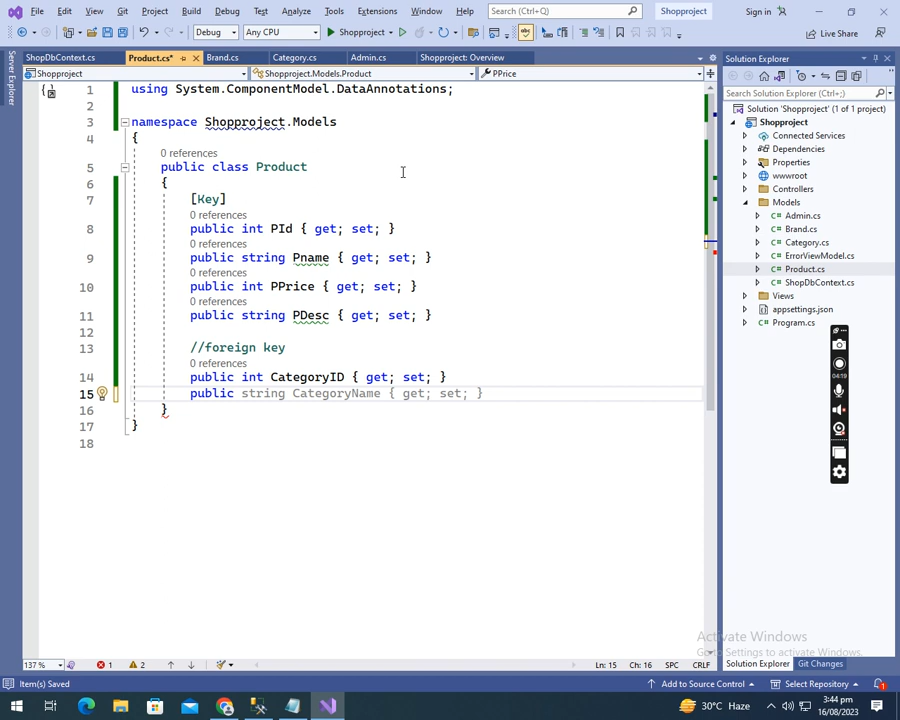 File Edit View Git Project Build Debug Test Analyze Tools Extensions Window Help Search (Ctrl+Q) Shopproject Sign in
Debug Any CPU Shopproject Live Share
Server Explorer
ShopDbContext.cs Product.cs* Brand.cs Category.cs Admin.cs Shopproject: Overview
Shopproject Shopproject.Models.Product PPrice
1 using System.ComponentModel.DataAnnotations;
2
3 namespace Shopproject.Models
4 {
0 references
5 public class Product
6 {
7 [Key]
0 references
8 public int PId { get; set; }
0 references
9 public string Pname { get; set; }
0 references
10 public int PPrice { get; set; }
0 references
11 public string PDesc { get; set; }
12
13 //foreign key
0 references
14 public int CategoryID { get; set; }
15 public string CategoryName { get; set; }
16 }
17 }
18
Solution Explorer
Search Solution Explorer (Ctrl+;)
Solution 'Shopproject' (1 of 1 project)
Shopproject
Connected Services
Dependencies
Properties
wwwroot
Controllers
Models
Admin.cs
Brand.cs
Category.cs
ErrorViewModel.cs
Product.cs
ShopDbContext.cs
Views
appsettings.json
Program.cs
04:19
Activate Windows
Go to Settings to activate Windows.
137 % 1 2 Ln: 15 Ch: 16 SPC CRLF
Solution Explorer Git Changes
Item(s) Saved Add to Source Control Select Repository 1
30°C Haze 3:44 pm
16/08/2023